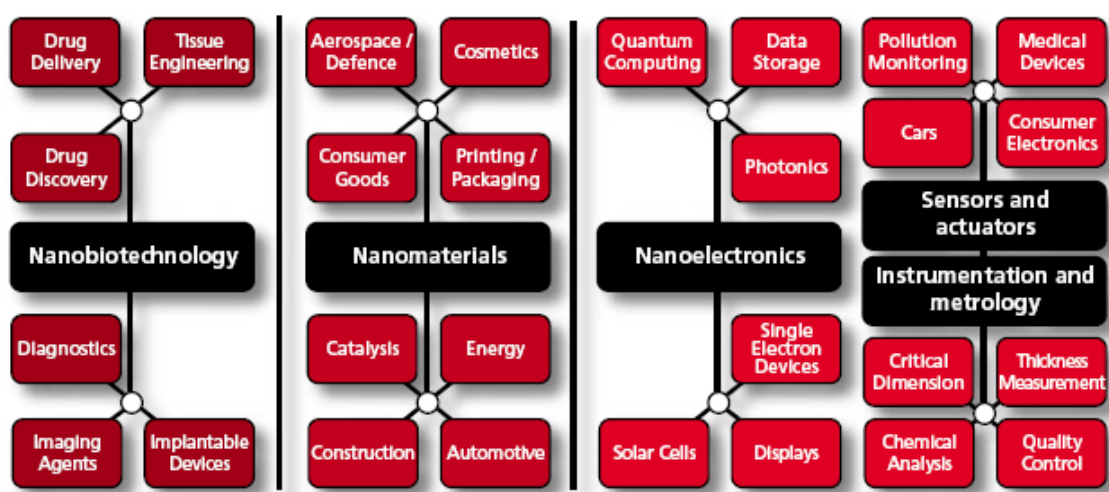 Drug
Delivery
Tissue
Engineering
Drug
Discovery
Nanobiotechnology
Diagnostics
Imaging
Agents
Implantable
Devices
Aerospace /
Defence
Cosmetics
Consumer
Goods
Printing /
Packaging
Nanomaterials
Catalysis
Energy
Construction
Automotive
Quantum
Computing
Data
Storage
Photonics
Nanoelectronics
Single
Electron
Devices
Solar Cells
Displays
Pollution
Monitoring
Medical
Devices
Cars
Consumer
Electronics
Sensors and
actuators
Instrumentation and
metrology
Critical
Dimension
Thickness
Measurement
Chemical
Analysis
Quality
Control